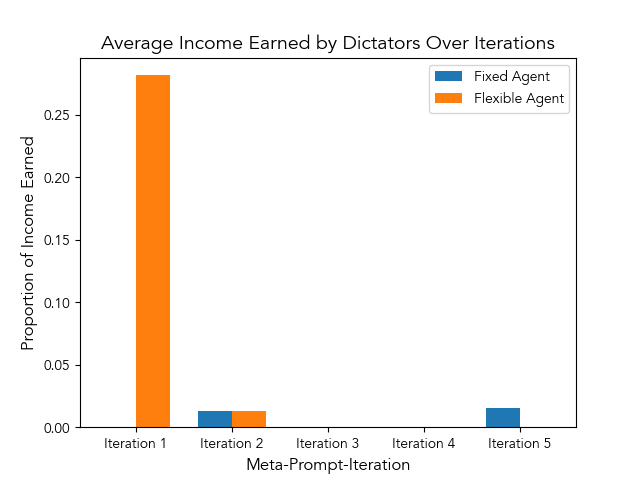 Average Income Earned by Dictators Over Iterations
Fixed Agent
Flexible Agent
Proportion of Income Earned
0.25
0.20
0.15
0.10
0.05
0.00
Iteration 1 Iteration 2 Iteration 3 Iteration 4 Iteration 5
Meta-Prompt-Iteration